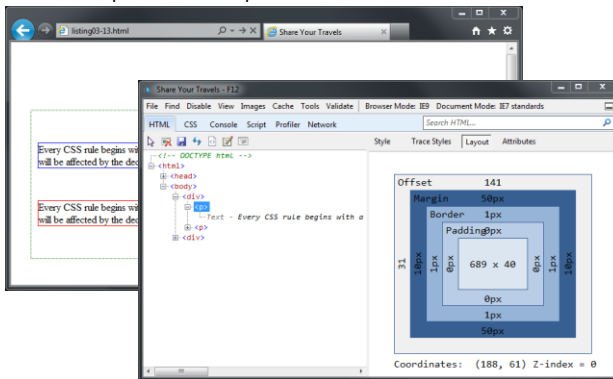 listing03-13.html
Share Your Travels
Every CSS rule begins wi
will be affected by the dec
Every CSS rule begins wi
will be affected by the dec
Share Your Travels - F12
File Find Disable View Images Cache Tools Validate Browser Mode: IE9 Document Mode: IE7 standards
HTML CSS Console Script Profiler Network Search HTML...
Style Trace Styles Layout Attributes
<!-- DOCTYPE html -->
<html>
<head>
<body>
<div>
<p>
Text - Every CSS rule begins with a
<p>
<div>
Offset 141
Margin 50px
Border 1px
Padding 0px
31 10px 1px 0px 689 x 40 0px 1px 10px
0px
1px
50px
Coordinates: (188, 61) Z-index = 0